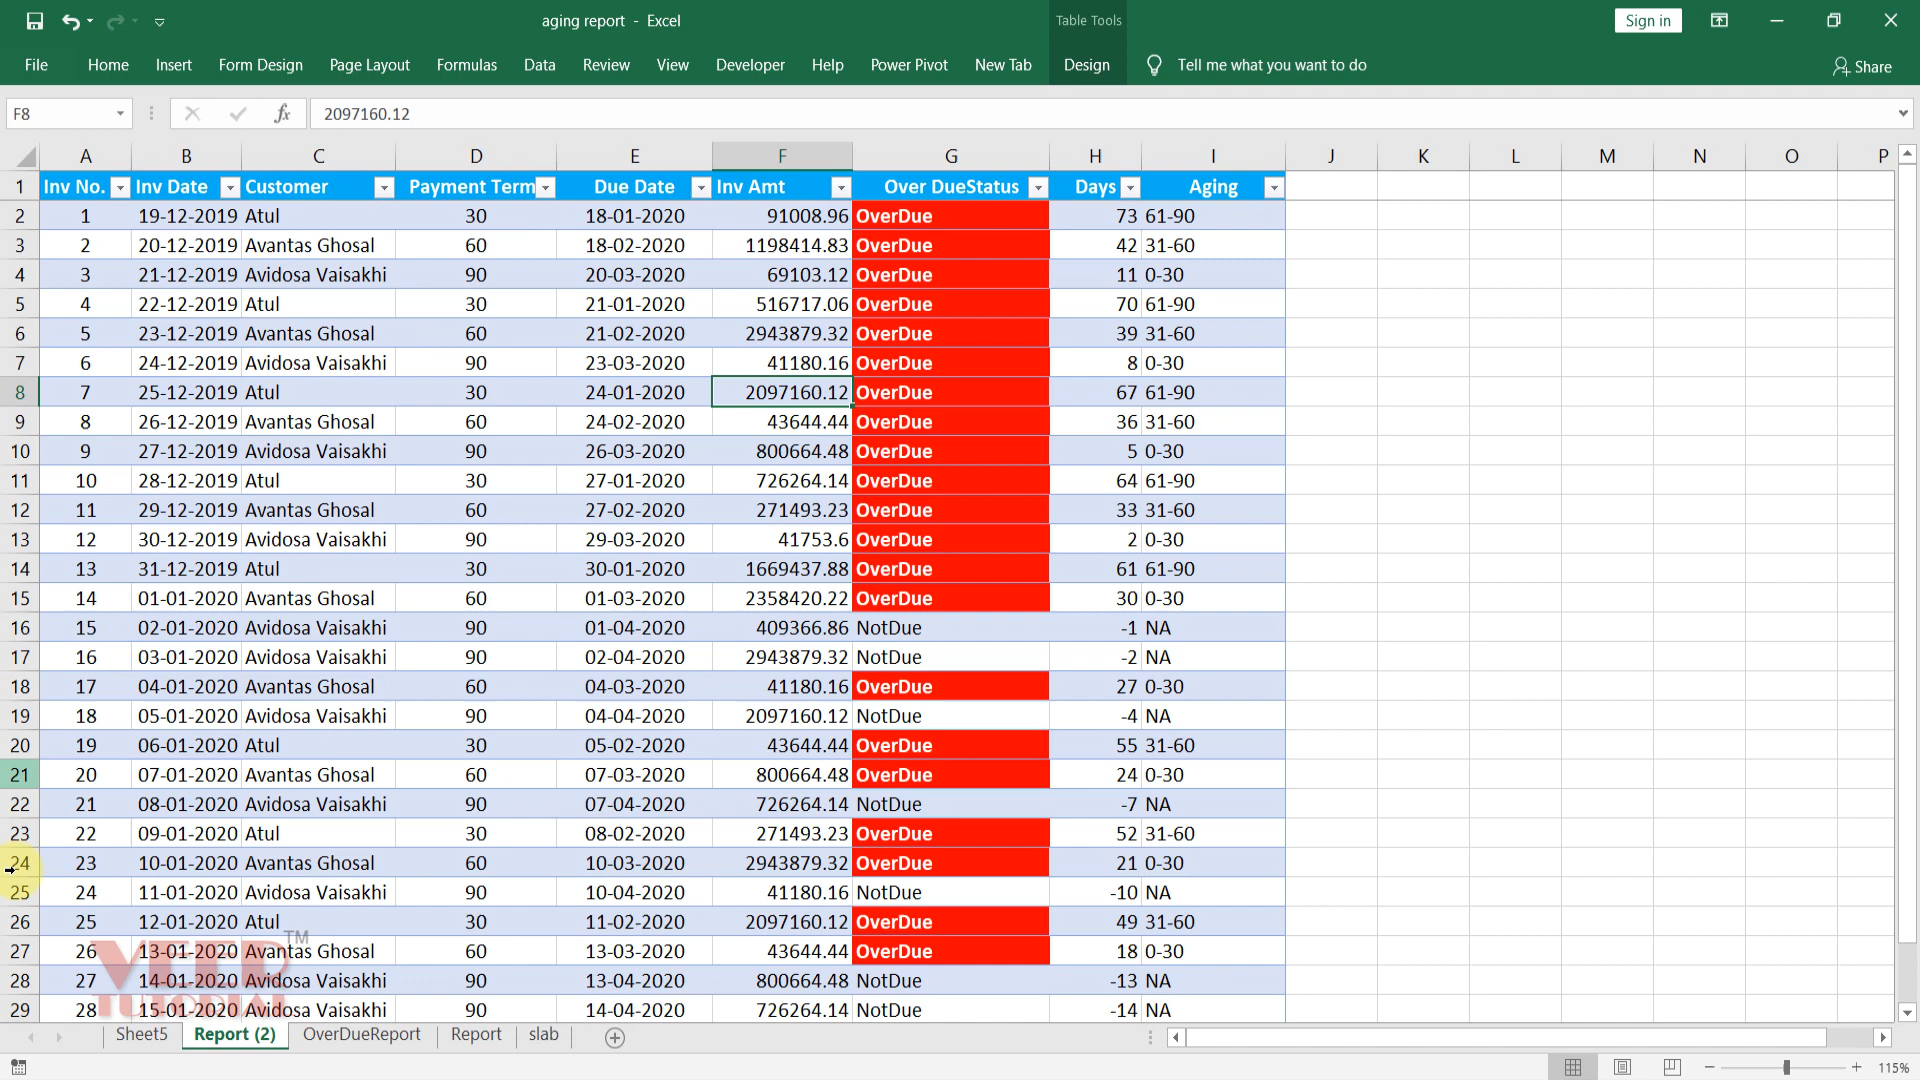 aging report - Excel
Table Tools
Sign in
File Home Insert Form Design Page Layout Formulas Data Review View Developer Help Power Pivot New Tab Design Tell me what you want to do Share
F8 fx 2097160.12
A B C D E F G H I J K L M N O P
1 Inv No. Inv Date Customer Payment Term Due Date Inv Amt Over DueStatus Days Aging
2 1 19-12-2019 Atul 30 18-01-2020 91008.96 OverDue 73 61-90
3 2 20-12-2019 Avantas Ghosal 60 18-02-2020 1198414.83 OverDue 42 31-60
4 3 21-12-2019 Avidosa Vaisakhi 90 20-03-2020 69103.12 OverDue 11 0-30
5 4 22-12-2019 Atul 30 21-01-2020 516717.06 OverDue 70 61-90
6 5 23-12-2019 Avantas Ghosal 60 21-02-2020 2943879.32 OverDue 39 31-60
7 6 24-12-2019 Avidosa Vaisakhi 90 23-03-2020 41180.16 OverDue 8 0-30
8 7 25-12-2019 Atul 30 24-01-2020 2097160.12 OverDue 67 61-90
9 8 26-12-2019 Avantas Ghosal 60 24-02-2020 43644.44 OverDue 36 31-60
10 9 27-12-2019 Avidosa Vaisakhi 90 26-03-2020 800664.48 OverDue 5 0-30
11 10 28-12-2019 Atul 30 27-01-2020 726264.14 OverDue 64 61-90
12 11 29-12-2019 Avantas Ghosal 60 27-02-2020 271493.23 OverDue 33 31-60
13 12 30-12-2019 Avidosa Vaisakhi 90 29-03-2020 41753.6 OverDue 2 0-30
14 13 31-12-2019 Atul 30 30-01-2020 1669437.88 OverDue 61 61-90
15 14 01-01-2020 Avantas Ghosal 60 01-03-2020 2358420.22 OverDue 30 0-30
16 15 02-01-2020 Avidosa Vaisakhi 90 01-04-2020 409366.86 NotDue -1 NA
17 16 03-01-2020 Avidosa Vaisakhi 90 02-04-2020 2943879.32 NotDue -2 NA
18 17 04-01-2020 Avantas Ghosal 60 04-03-2020 41180.16 OverDue 27 0-30
19 18 05-01-2020 Avidosa Vaisakhi 90 04-04-2020 2097160.12 NotDue -4 NA
20 19 06-01-2020 Atul 30 05-02-2020 43644.44 OverDue 55 31-60
21 20 07-01-2020 Avantas Ghosal 60 07-03-2020 800664.48 OverDue 24 0-30
22 21 08-01-2020 Avidosa Vaisakhi 90 07-04-2020 726264.14 NotDue -7 NA
23 22 09-01-2020 Atul 30 08-02-2020 271493.23 OverDue 52 31-60
24 23 10-01-2020 Avantas Ghosal 60 10-03-2020 2943879.32 OverDue 21 0-30
25 24 11-01-2020 Avidosa Vaisakhi 90 10-04-2020 41180.16 NotDue -10 NA
26 25 12-01-2020 Atul 30 11-02-2020 2097160.12 OverDue 49 31-60
27 26 13-01-2020 Avantas Ghosal 60 13-03-2020 43644.44 OverDue 18 0-30
28 27 14-01-2020 Avidosa Vaisakhi 90 13-04-2020 800664.48 NotDue -13 NA
29 28 15-01-2020 Avidosa Vaisakhi 90 14-04-2020 726264.14 NotDue -14 NA
VEER TM
TUTORIAL
Sheet5 Report (2) OverDueReport Report slab
115%